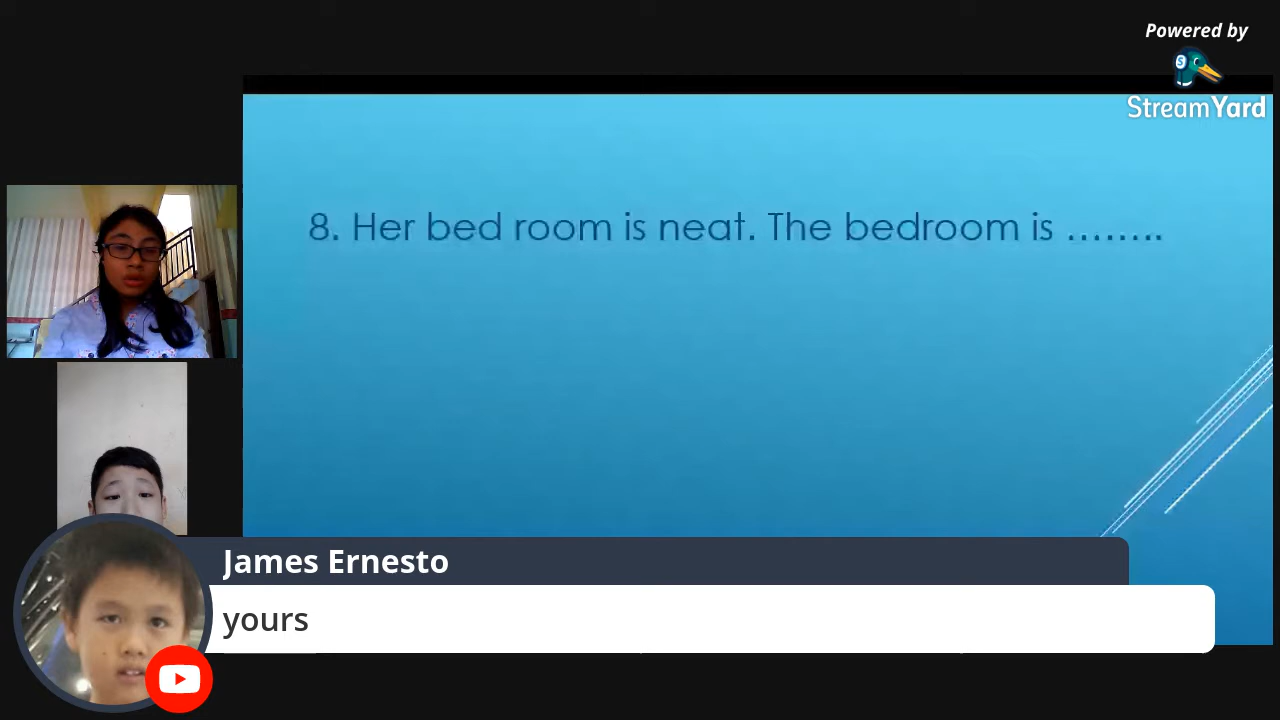 Powered by
StreamYard
8. Her bed room is neat. The bedroom is ........
James Ernesto
yours